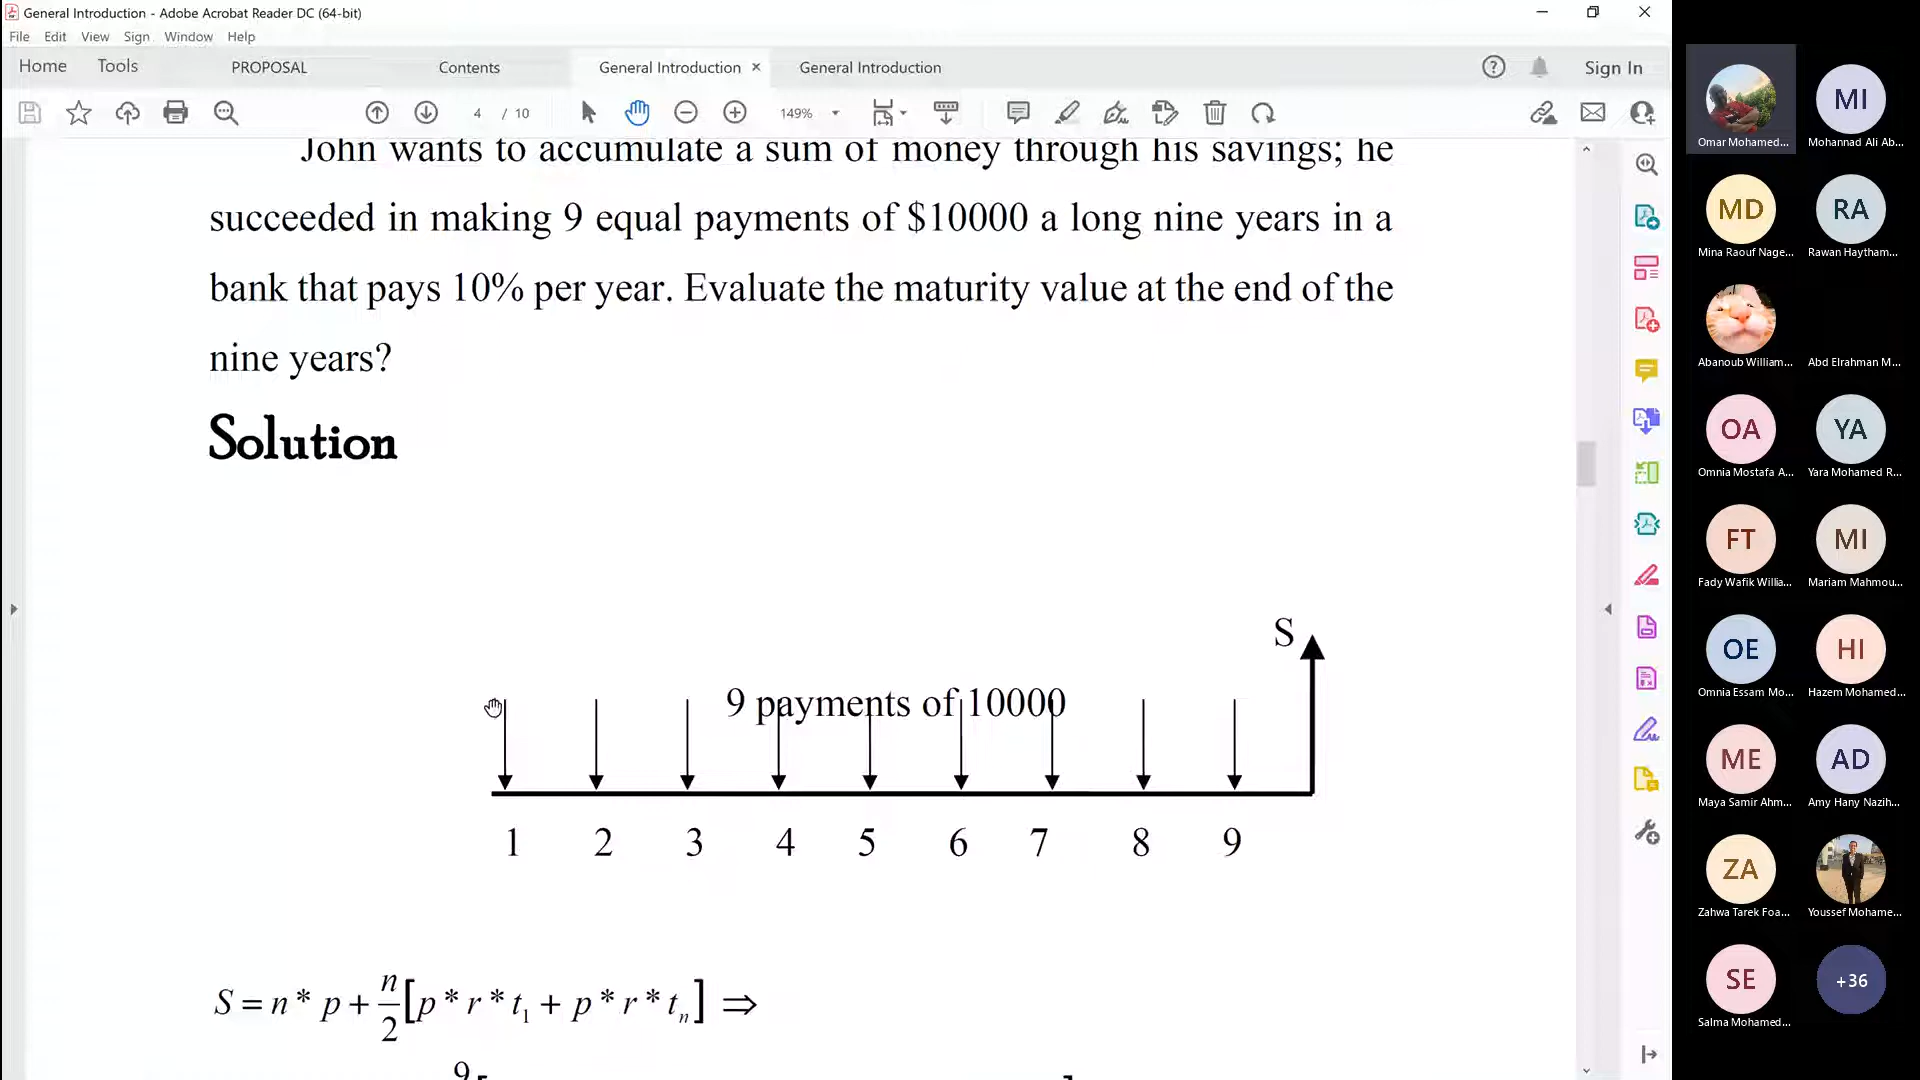 General Introduction - Adobe Acrobat Reader DC (64-bit)
File Edit View Sign Window Help
Home Tools PROPOSAL Contents General Introduction × General Introduction Sign In
4 / 10 149%
John wants to accumulate a sum of money through his savings; he
succeeded in making 9 equal payments of $10000 a long nine years in a
bank that pays 10% per year. Evaluate the maturity value at the end of the
nine years?
Solution
S
9 payments of 10000
1 2 3 4 5 6 7 8 9
S = n * p + n/2 [p * r * t₁ + p * r * tₙ] ⇒
9
Omar Mohamed...
MI
Mohannad Ali Ab...
MD
Mina Raouf Nage...
RA
Rawan Haytham...
Abanoub William...
Abd Elrahman M...
OA
Omnia Mostafa A...
YA
Yara Mohamed R...
FT
Fady Wafik Willia...
MI
Mariam Mahmou...
OE
Omnia Essam Mo...
HI
Hazem Mohamed...
ME
Maya Samir Ahm...
AD
Amy Hany Nazih...
ZA
Zahwa Tarek Foa...
Youssef Mohame...
SE
Salma Mohamed...
+36